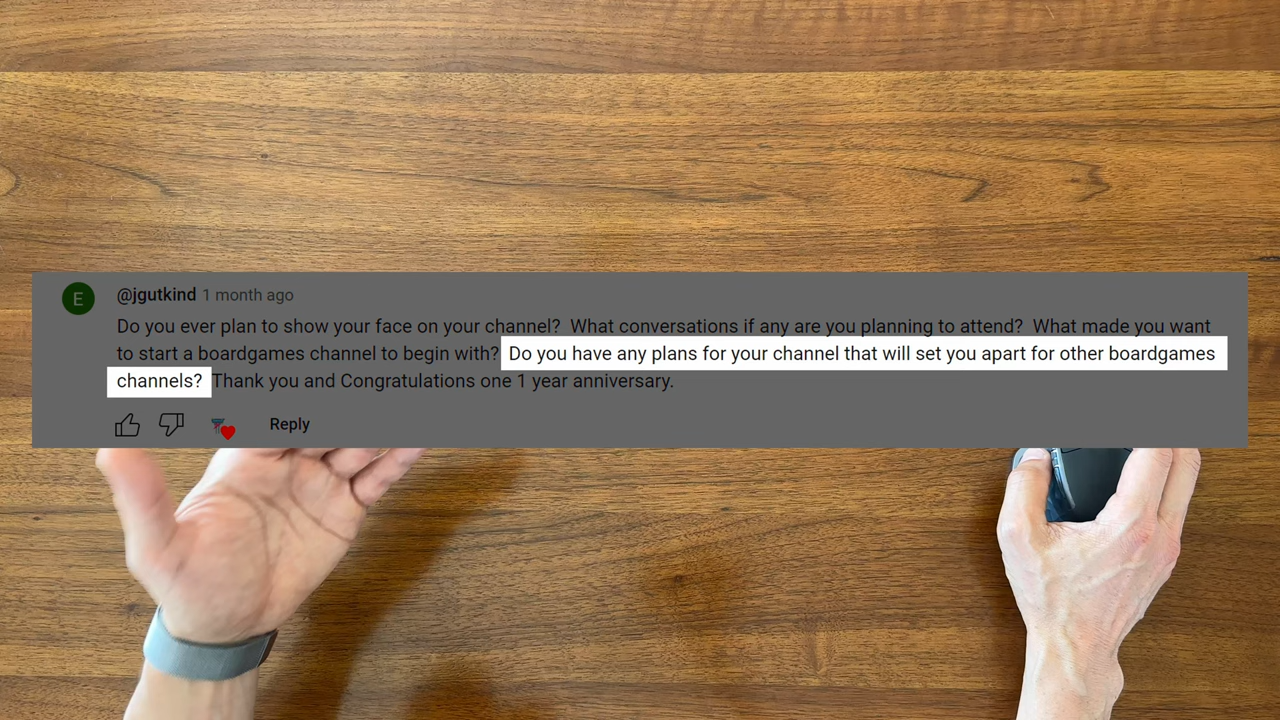 E
@jgutkind 1 month ago
Do you ever plan to show your face on your channel?  What conversations if any are you planning to attend?  What made you want
to start a boardgames channel to begin with? Do you have any plans for your channel that will set you apart for other boardgames
channels? Thank you and Congratulations one 1 year anniversary.
Reply